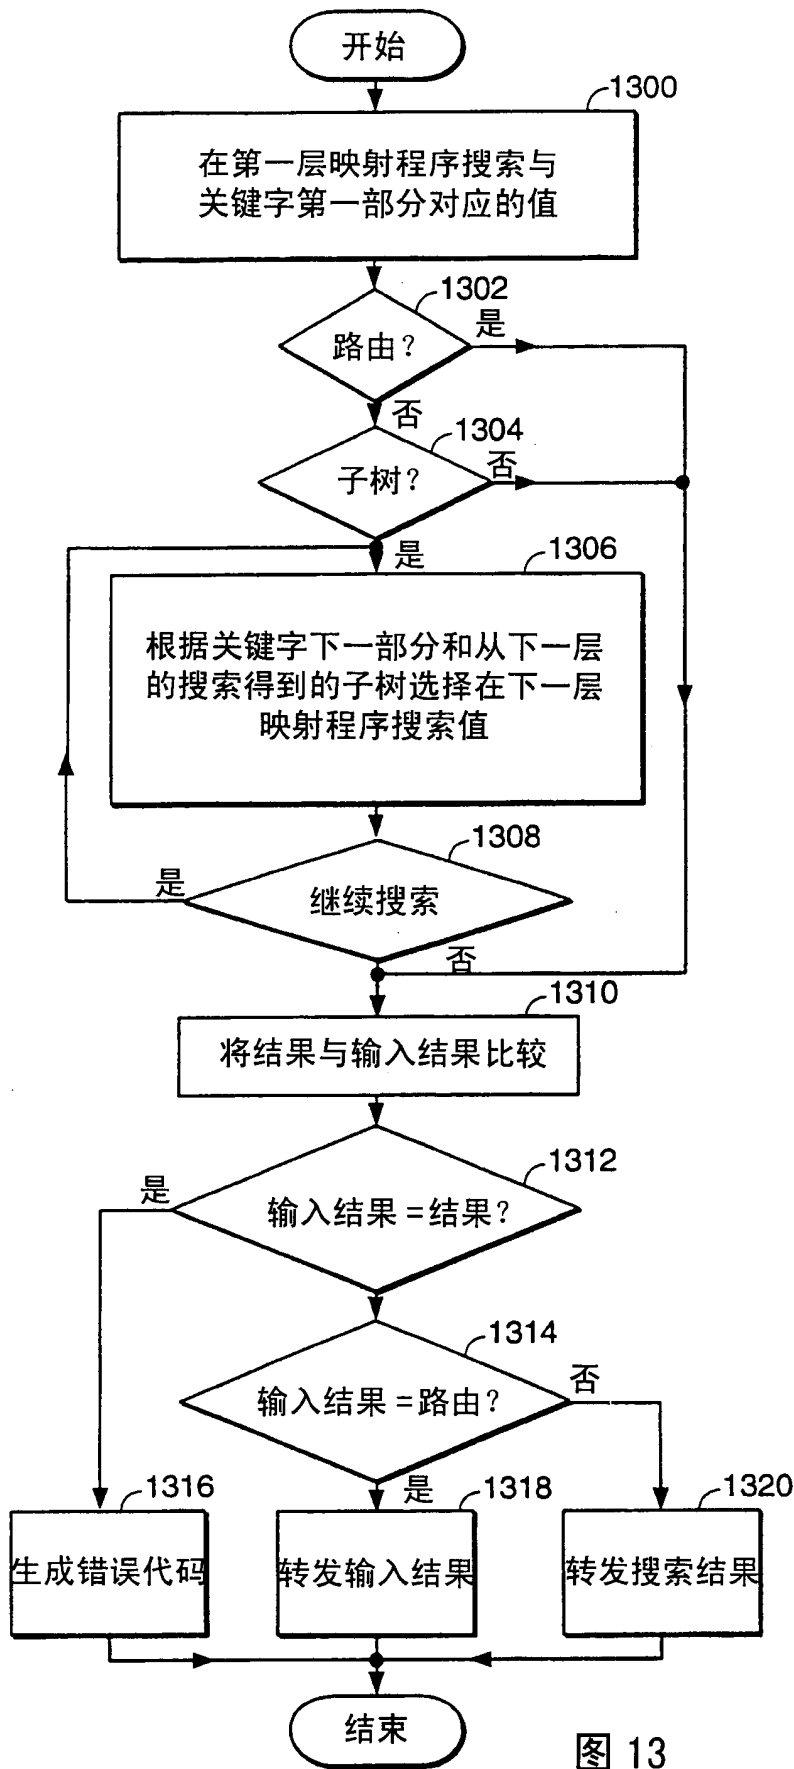 开始
1300
在第一层映射程序搜索与
关键字第一部分对应的值
1302
路由？
是
否
1304
子树？
否
是
1306
根据关键字下一部分和从下一层
的搜索得到的子树选择在下一层
映射程序搜索值
1308
继续搜索
是
否
1310
将结果与输入结果比较
1312
输入结果=结果？
是
1314
输入结果=路由？
否
是
1316
生成错误代码
1318
转发输入结果
1320
转发搜索结果
结束
图 13